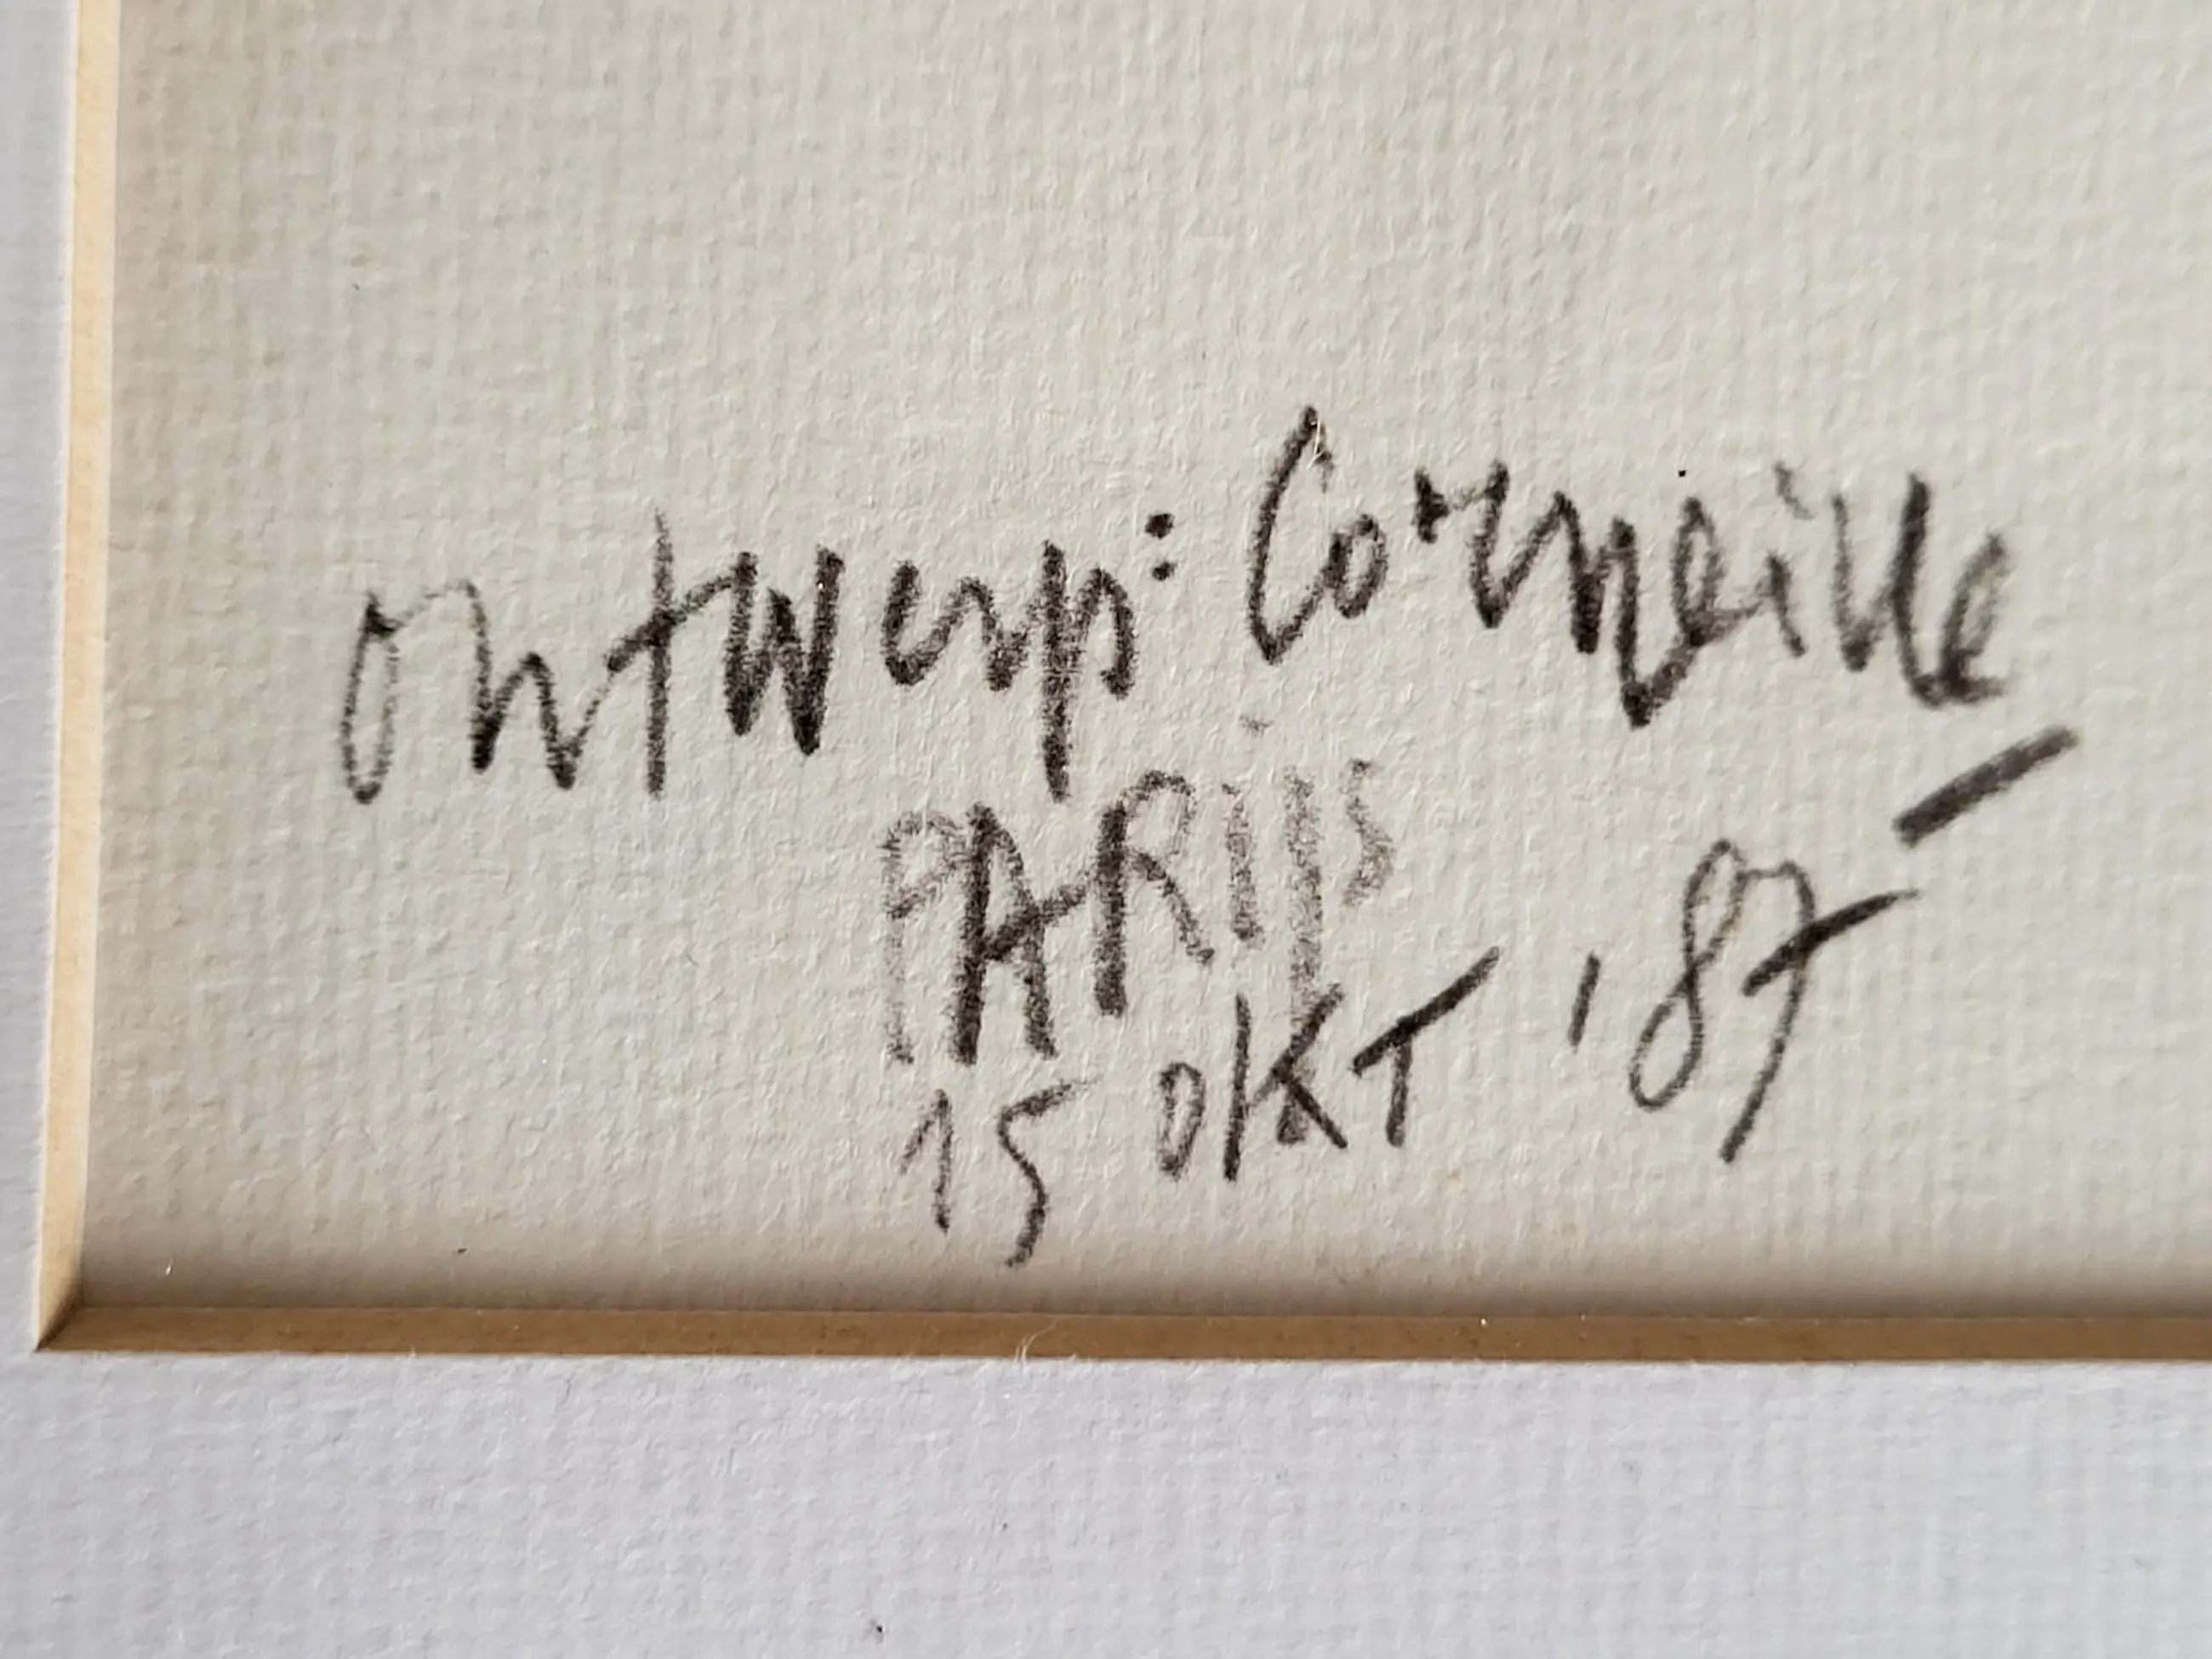 ontwerp: Corneille
PARijs
15 OKT '87